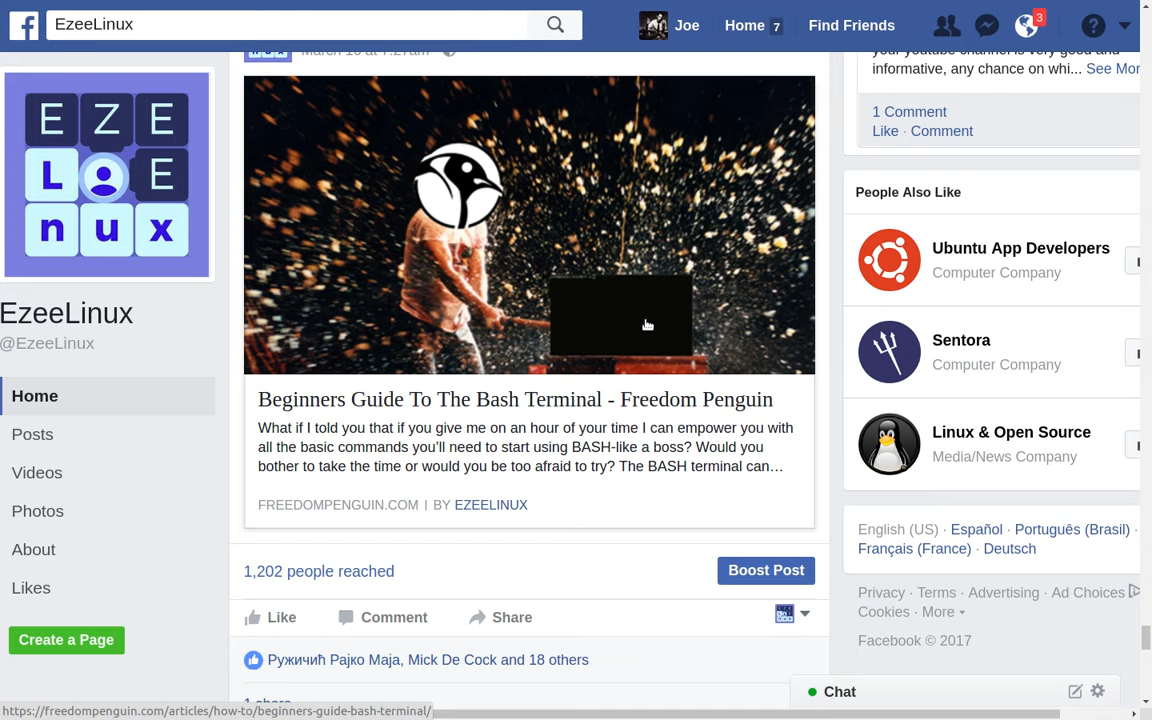 EzeeLinux
Joe
Home 7
Find Friends
3
March 10 at 7:27am
nux
E Z E
L E
n u x
EzeeLinux
@EzeeLinux
Home
Posts
Videos
Photos
About
Likes
Create a Page
Beginners Guide To The Bash Terminal - Freedom Penguin
What if I told you that if you give me on an hour of your time I can empower you with
all the basic commands you'll need to start using BASH-like a boss? Would you
bother to take the time or would you be too afraid to try? The BASH terminal can…
FREEDOMPENGUIN.COM | BY EZEELINUX
1,202 people reached
Boost Post
Like
Comment
Share
Ружичић Рајко Маја, Mick De Cock and 18 others
1 share
your youtube channel is very good and
informative, any chance on whi... See Mor
1 Comment
Like · Comment
People Also Like
Ubuntu App Developers
Computer Company
Sentora
Computer Company
Linux & Open Source
Media/News Company
English (US) · Español · Português (Brasil) ·
Français (France) · Deutsch
Privacy · Terms · Advertising · Ad Choices
Cookies · More
Facebook © 2017
Chat
https://freedompenguin.com/articles/how-to/beginners-guide-bash-terminal/